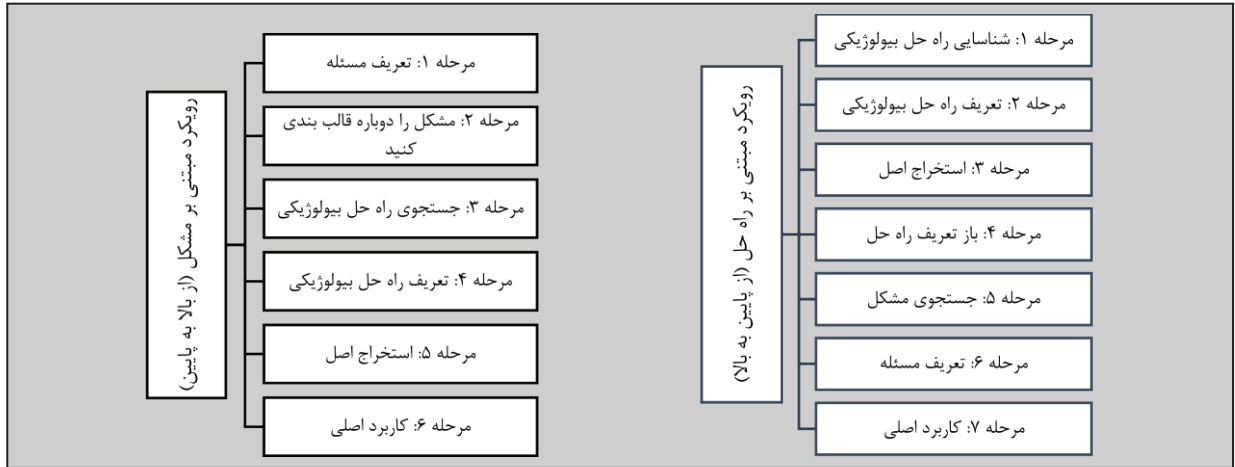 رویکرد مبتنی بر راه حل (از پایین به بالا)
مرحله ۱: شناسایی راه حل بیولوژیکی
مرحله ۲: تعریف راه حل بیولوژیکی
مرحله ۳: استخراج اصل
مرحله ۴: باز تعریف راه حل
مرحله ۵: جستجوی مشکل
مرحله ۶: تعریف مسئله
مرحله ۷: کاربرد اصلی
رویکرد مبتنی بر مشکل (از بالا به پایین)
مرحله ۱: تعریف مسئله
مرحله ۲: مشکل را دوباره قالب بندی
کنید
مرحله ۳: جستجوی راه حل بیولوژیکی
مرحله ۴: تعریف راه حل بیولوژیکی
مرحله ۵: استخراج اصل
مرحله ۶: کاربرد اصلی